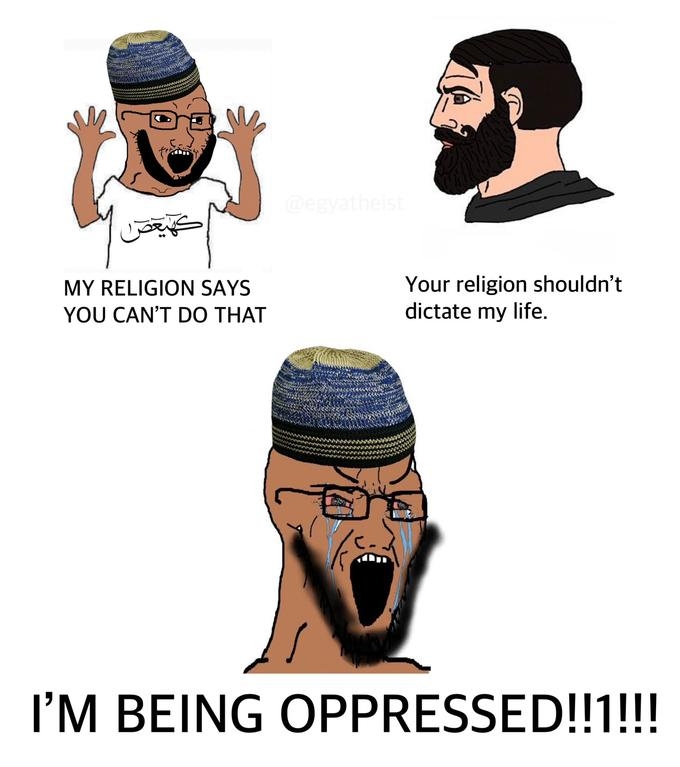 @egyatheist
كهيعص
MY RELIGION SAYS
YOU CAN'T DO THAT
Your religion shouldn't
dictate my life.
I'M BEING OPPRESSED!!1!!!